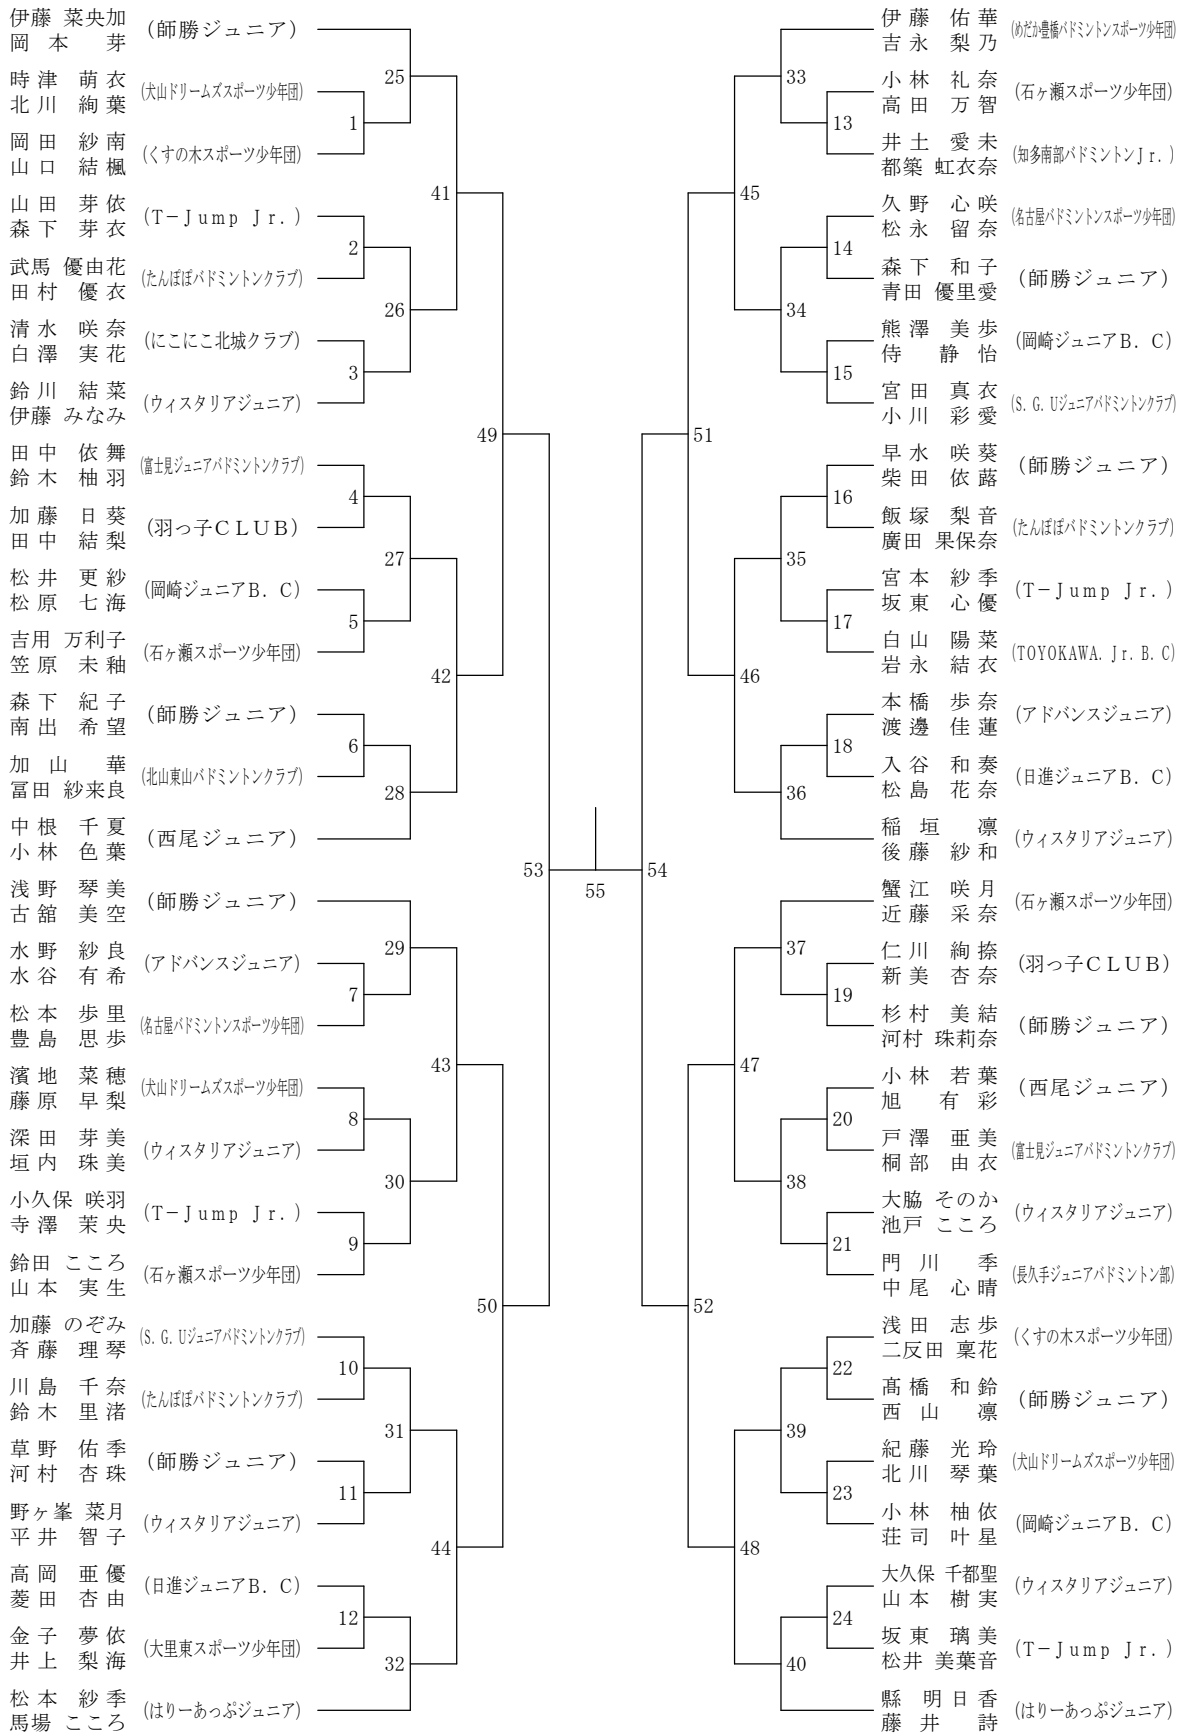 伊藤 菜央加
岡本 芽
(師勝ジュニア)
時津 萌衣
北川 絢葉
(犬山ドリームズスポーツ少年団)
岡田 紗南
山口 結楓
(くすの木スポーツ少年団)
山田 芽依
森下 芽衣
(T-Jump Jr.)
武馬 優由花
田村 優衣
(たんぽぽバドミントンクラブ)
清水 咲奈
白澤 実花
(にこにこ北城クラブ)
鈴川 結菜
伊藤 みなみ
(ウィスタリアジュニア)
田中 依舞
鈴木 柚羽
(富士見ジュニアバドミントンクラブ)
加藤 日葵
田中 結梨
(羽っ子CLUB)
松井 更紗
松原 七海
(岡崎ジュニアB.C)
吉用 万利子
笠原 未釉
(石ヶ瀬スポーツ少年団)
森下 紀子
南出 希望
(師勝ジュニア)
加山 華
冨田 紗来良
(北山東山バドミントンクラブ)
中根 千夏
小林 色葉
(西尾ジュニア)
浅野 琴美
古舘 美空
(師勝ジュニア)
水野 紗良
水谷 有希
(アドバンスジュニア)
松本 歩里
豊島 思歩
(名古屋バドミントンスポーツ少年団)
濱地 菜穂
藤原 早梨
(犬山ドリームズスポーツ少年団)
深田 芽美
垣内 珠美
(ウィスタリアジュニア)
小久保 咲羽
寺澤 茉央
(T-Jump Jr.)
鈴田 こころ
山本 実生
(石ヶ瀬スポーツ少年団)
加藤 のぞみ
斉藤 理琴
(S.G.Uジュニアバドミントンクラブ)
川島 千奈
鈴木 里渚
(たんぽぽバドミントンクラブ)
草野 佑季
河村 杏珠
(師勝ジュニア)
野ヶ峯 菜月
平井 智子
(ウィスタリアジュニア)
高岡 亜優
菱田 杏由
(日進ジュニアB.C)
金子 夢依
井上 梨海
(大里東スポーツ少年団)
松本 紗季
馬場 こころ
(はりーあっぷジュニア)
1
2
3
4
5
6
7
8
9
10
11
12
25
26
27
28
29
30
31
32
41
42
43
44
49
50
53
55
54
51
52
45
46
47
48
33
34
35
36
37
38
39
40
13
14
15
16
17
18
19
20
21
22
23
24
伊藤 佑華
吉永 梨乃
(めだか豊橋バドミントンスポーツ少年団)
小林 礼奈
高田 万智
(石ヶ瀬スポーツ少年団)
井土 愛未
都築 虹衣奈
(知多南部バドミントンJr.)
久野 心咲
松永 留奈
(名古屋バドミントンスポーツ少年団)
森下 和子
青田 優里愛
(師勝ジュニア)
熊澤 美歩
侍 静怡
(岡崎ジュニアB.C)
宮田 真衣
小川 彩愛
(S.G.Uジュニアバドミントンクラブ)
早水 咲葵
柴田 依蕗
(師勝ジュニア)
飯塚 梨音
廣田 果保奈
(たんぽぽバドミントンクラブ)
宮本 紗季
坂東 心優
(T-Jump Jr.)
白山 陽菜
岩永 結衣
(TOYOKAWA.Jr.B.C)
本橋 歩奈
渡邊 佳蓮
(アドバンスジュニア)
入谷 和奏
松島 花奈
(日進ジュニアB.C)
稲垣 凛
後藤 紗和
(ウィスタリアジュニア)
蟹江 咲月
近藤 采奈
(石ヶ瀬スポーツ少年団)
仁川 絢捺
新美 杏奈
(羽っ子CLUB)
杉村 美結
河村 珠莉奈
(師勝ジュニア)
小林 若葉
旭 有彩
(西尾ジュニア)
戸澤 亜美
桐部 由衣
(富士見ジュニアバドミントンクラブ)
大脇 そのか
池戸 こころ
(ウィスタリアジュニア)
門川 季
中尾 心晴
(長久手ジュニアバドミントン部)
浅田 志歩
二反田 稟花
(くすの木スポーツ少年団)
髙橋 和鈴
西山 凛
(師勝ジュニア)
紀藤 光玲
北川 琴葉
(犬山ドリームズスポーツ少年団)
小林 柚依
荘司 叶星
(岡崎ジュニアB.C)
大久保 千都聖
山本 樹実
(ウィスタリアジュニア)
坂東 璃美
松井 美葉音
(T-Jump Jr.)
縣 明日香
藤井 詩
(はりーあっぷジュニア)